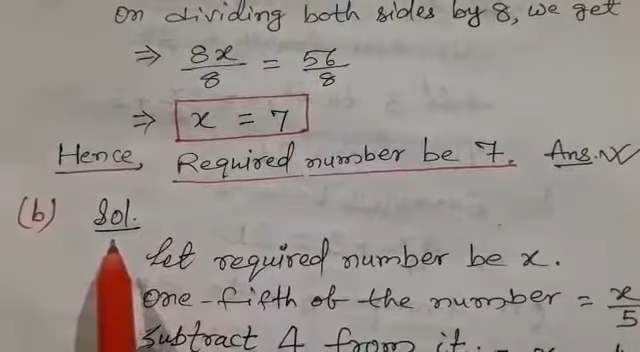 On dividing both sides by 8, we get
⇒ 8x/8 = 56/8
⇒ x = 7
Hence, Required number be 7. Ans.
(b) Sol.
Let required number be x.
One-fifth of the number = x/5
Subtract 4 from it. =